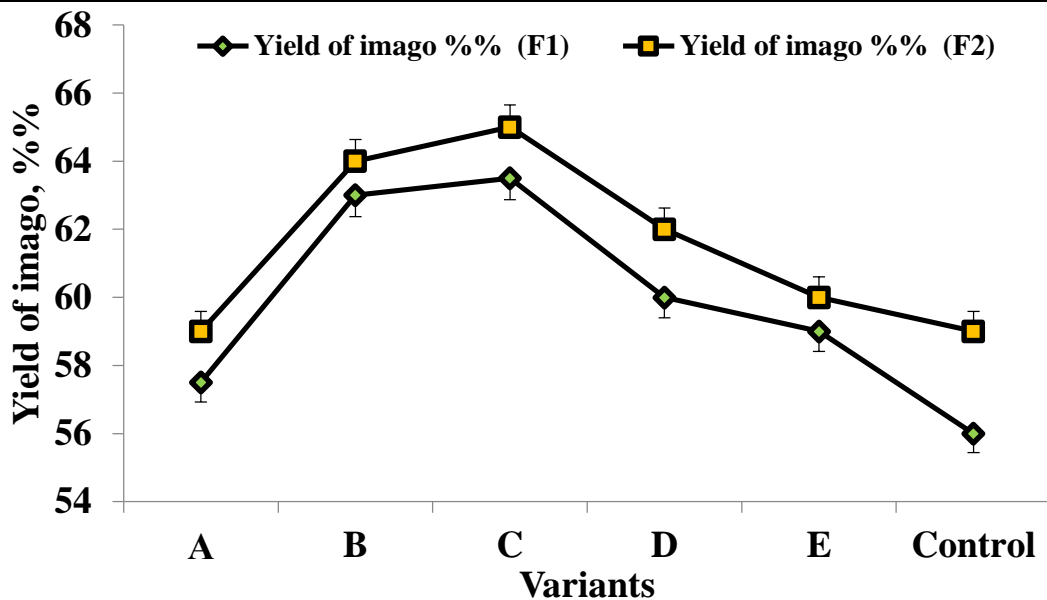 Yield of imago %% (F1)
Yield of imago %% (F2)
Yield of imago, %%
68
66
64
62
60
58
56
54
A
B
C
D
E
Control
Variants